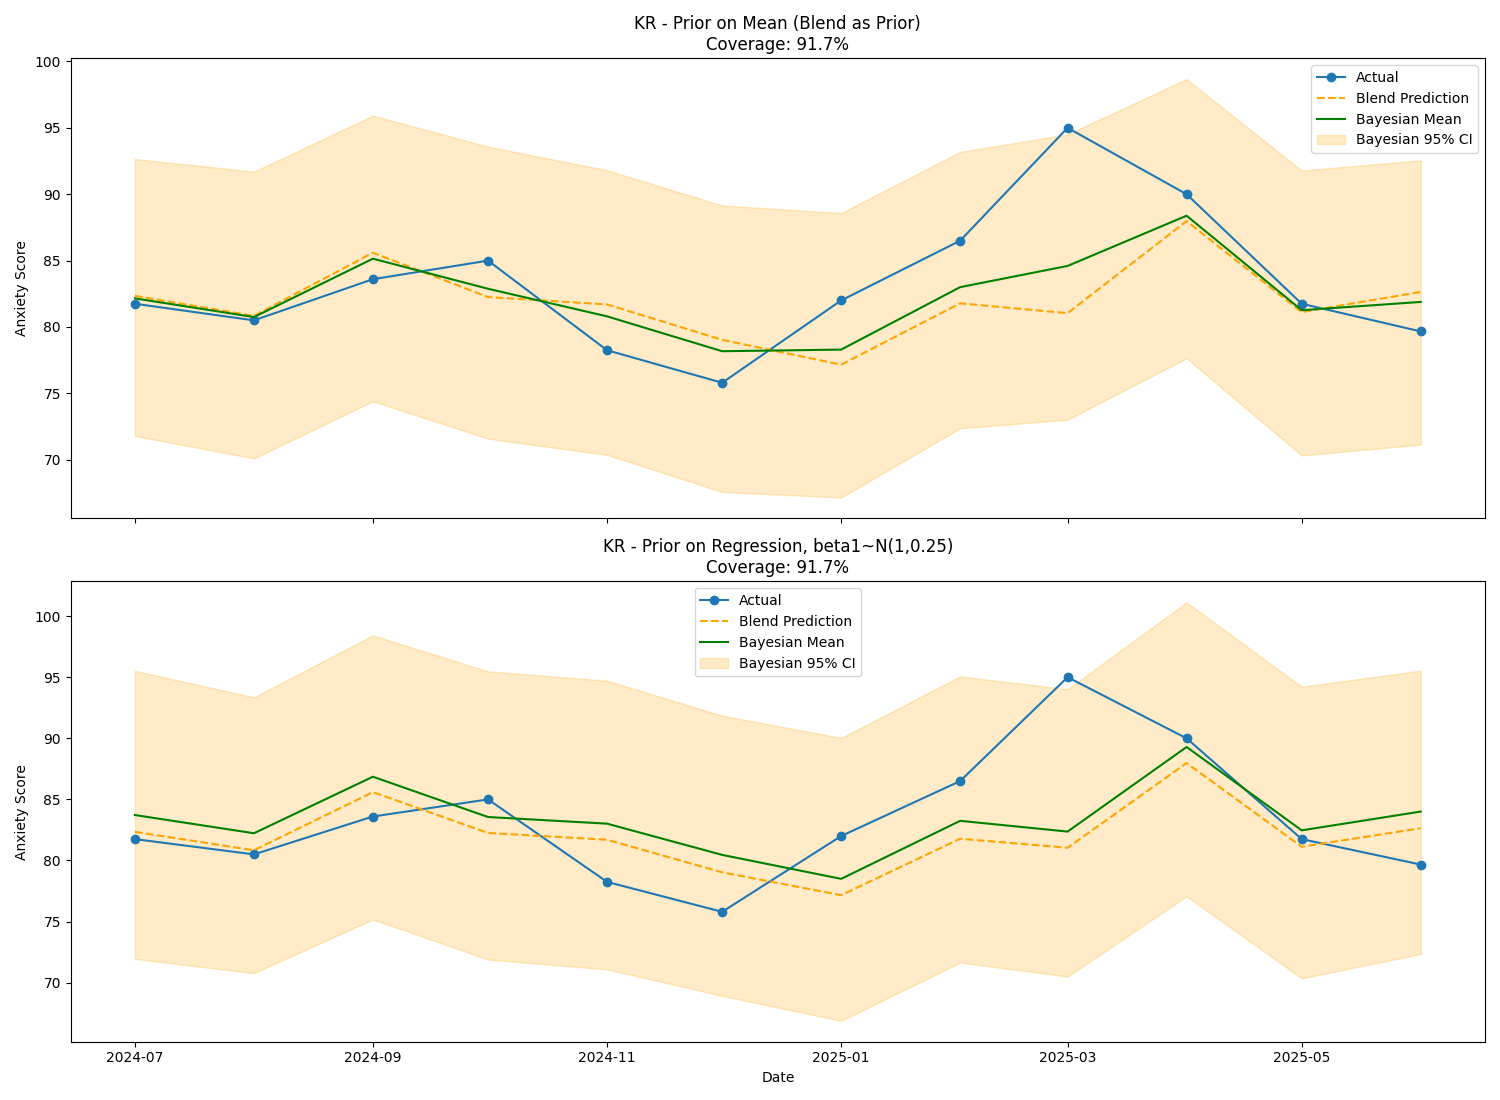 KR - Prior on Mean (Blend as Prior)
Coverage: 91.7%
100
95
90
85
80
75
70
Anxiety Score
Actual
Blend Prediction
Bayesian Mean
Bayesian 95% CI
KR - Prior on Regression, beta1~N(1,0.25)
Coverage: 91.7%
100
95
90
85
80
75
70
Anxiety Score
Actual
Blend Prediction
Bayesian Mean
Bayesian 95% CI
2024-07 2024-09 2024-11 2025-01 2025-03 2025-05
Date